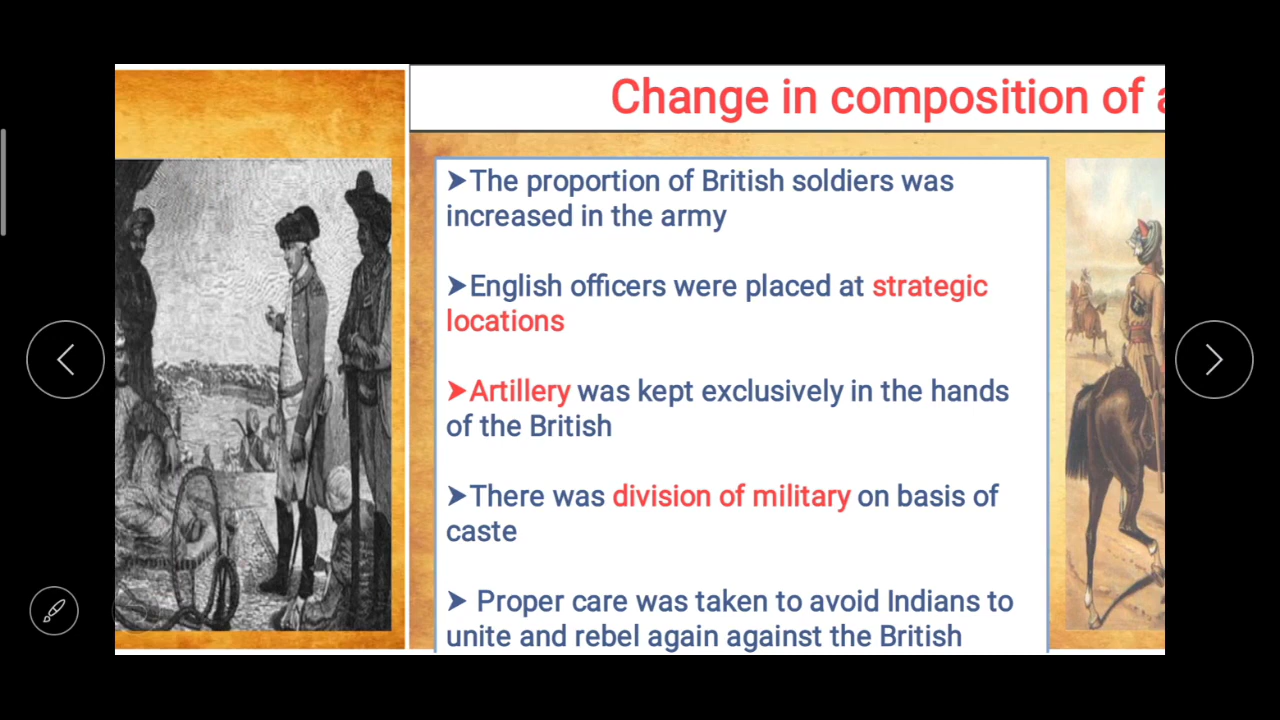 Change in composition of a
➤The proportion of British soldiers was
increased in the army
➤English officers were placed at strategic
locations
➤Artillery was kept exclusively in the hands
of the British
➤There was division of military on basis of
caste
➤ Proper care was taken to avoid Indians to
unite and rebel again against the British